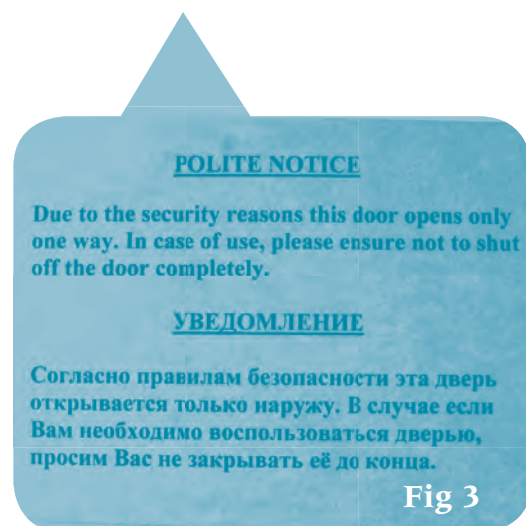 POLITE NOTICE
Due to the security reasons this door opens only
one way. In case of use, please ensure not to shut
off the door completely.
УВЕДОМЛЕНИЕ
Согласно правилам безопасности эта дверь
открывается только наружу. В случае если
Вам необходимо воспользоваться дверью,
просим Вас не закрывать её до конца.
Fig 3